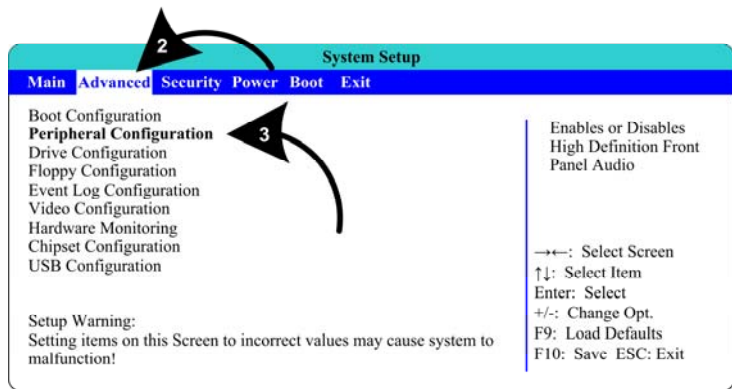 2
System Setup
Main Advanced Security Power Boot Exit
Boot Configuration
Peripheral Configuration
3
Drive Configuration
Floppy Configuration
Event Log Configuration
Video Configuration
Hardware Monitoring
Chipset Configuration
USB Configuration
Setup Warning:
Setting items on this Screen to incorrect values may cause system to
malfunction!
Enables or Disables
High Definition Front
Panel Audio
→←: Select Screen
↑↓: Select Item
Enter: Select
+/-: Change Opt.
F9: Load Defaults
F10: Save ESC: Exit